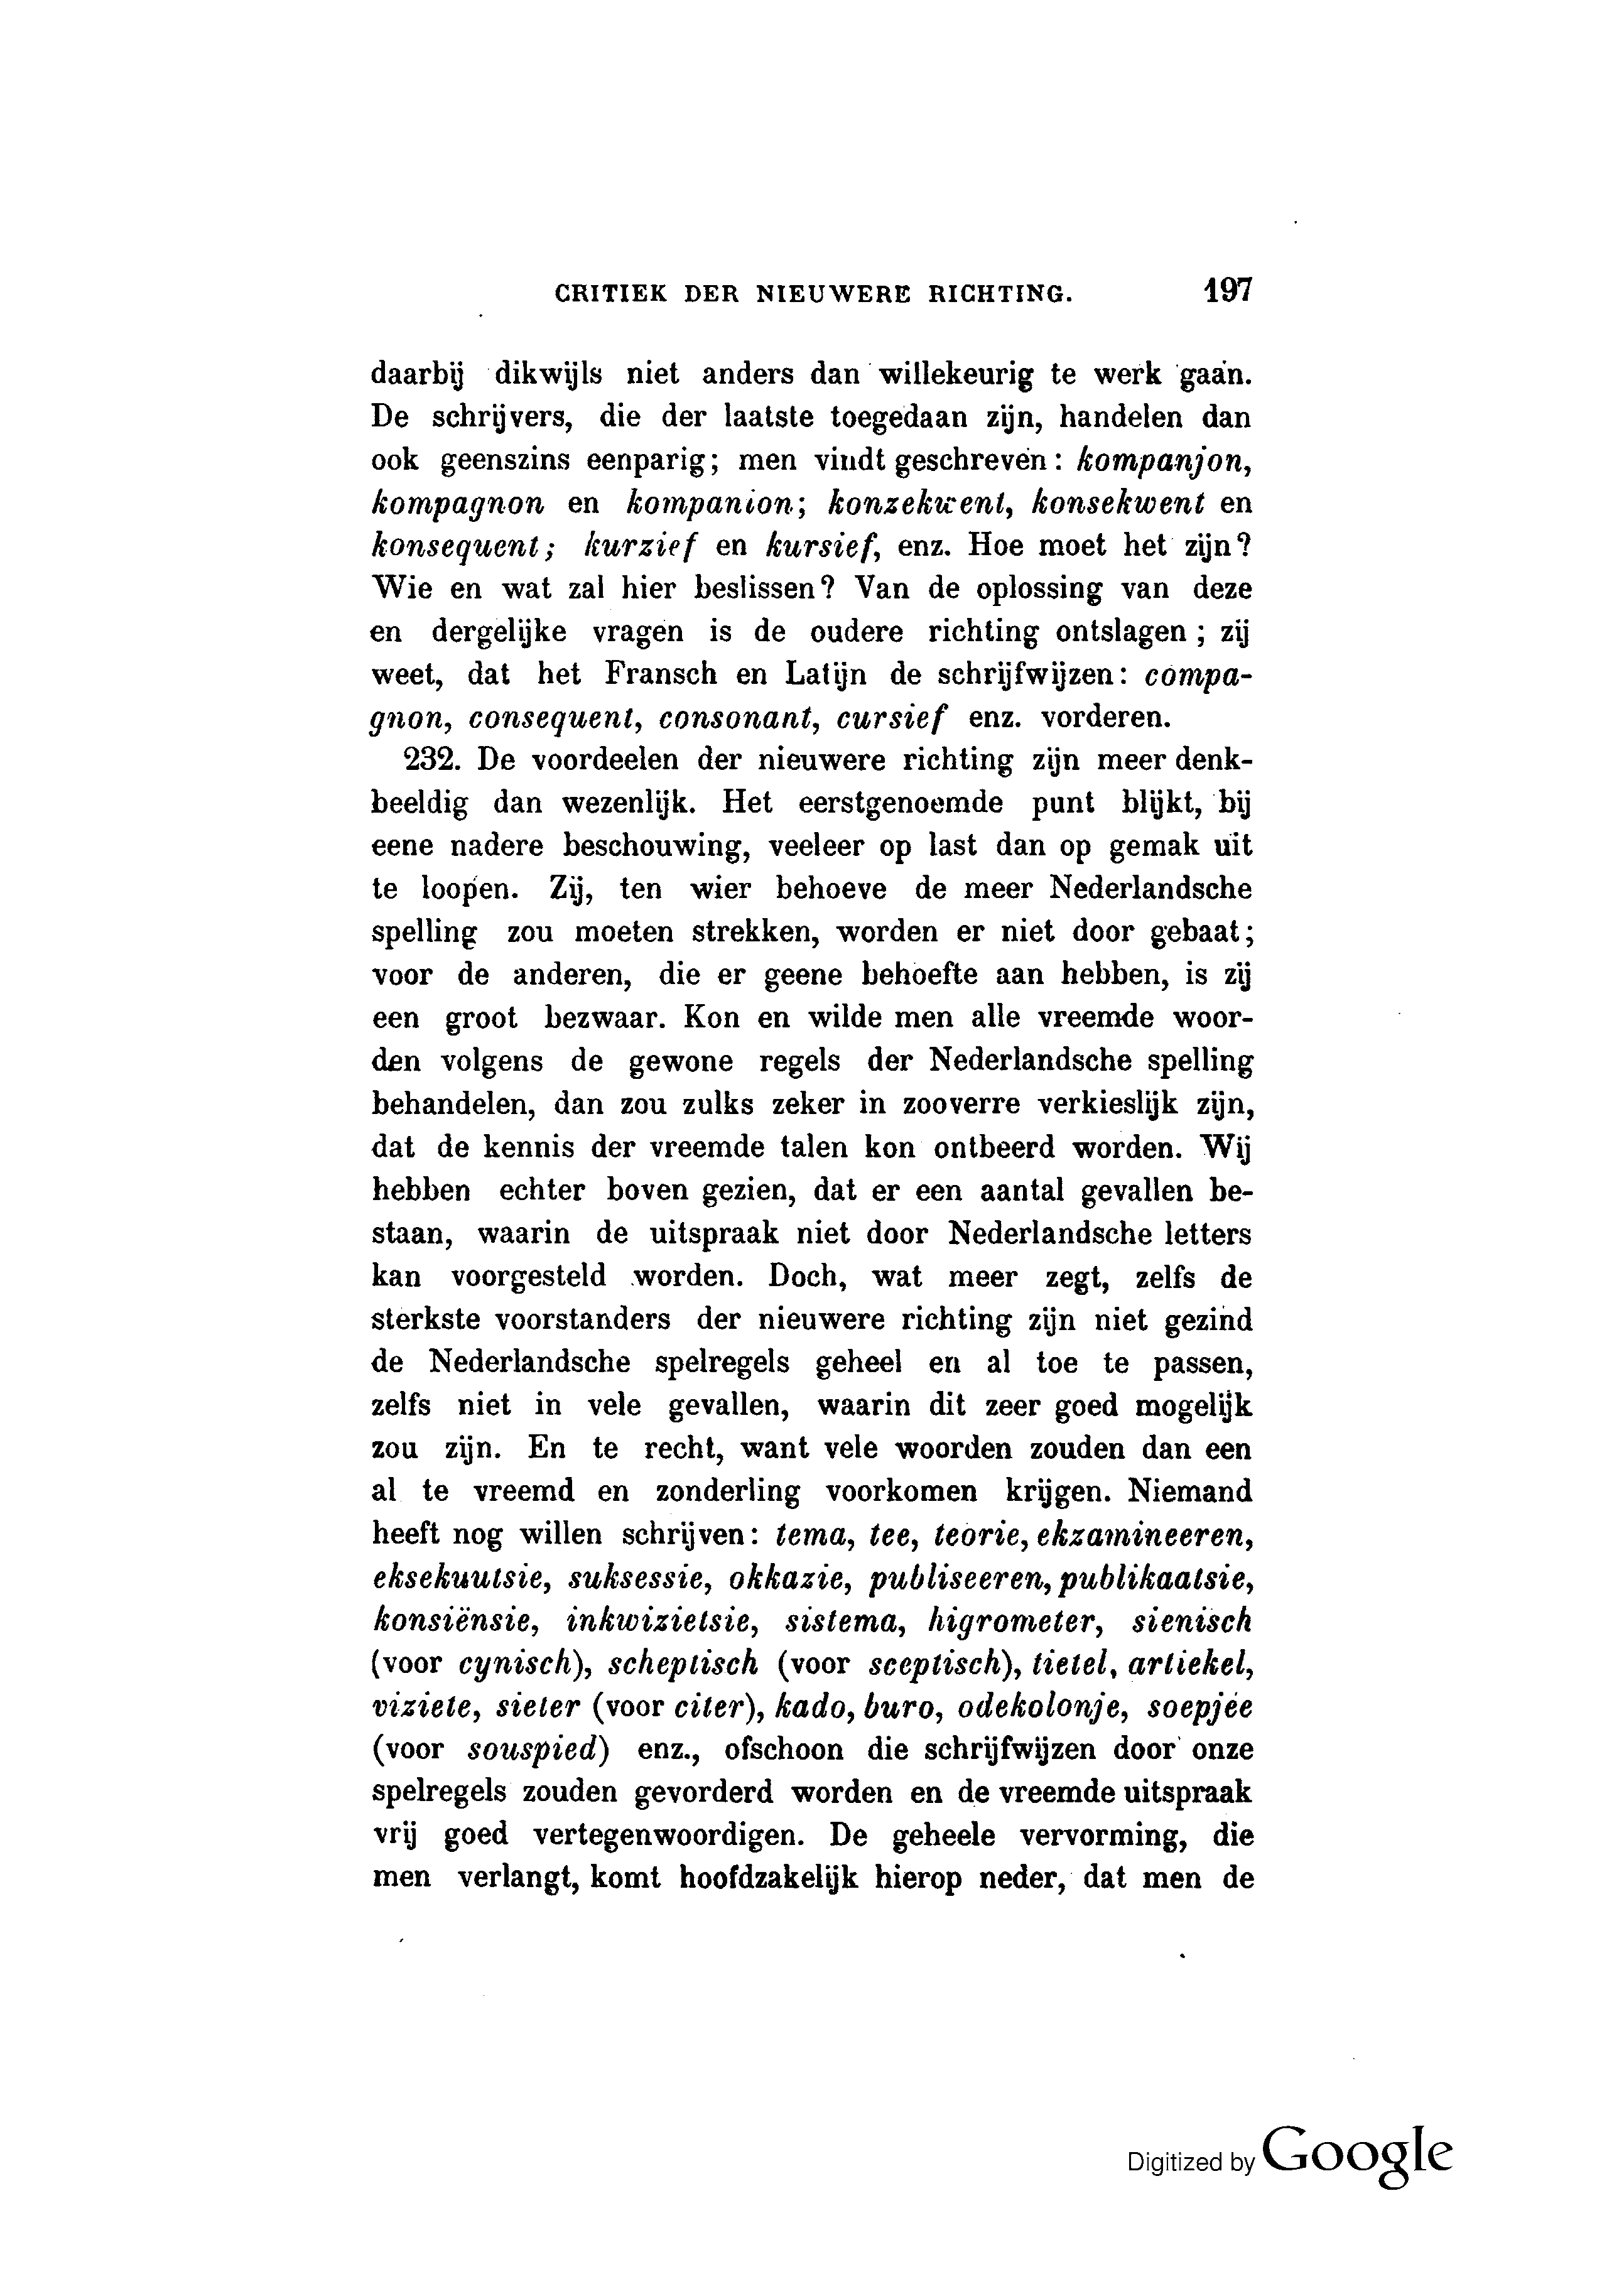 CRITIEK DER NIEUWERE RICHTING. 197
daarbij dikwijls niet anders dan willekeurig te werk gaan.
De schrijvers, die der laatste toegedaan zijn, handelen dan
ook geenszins eenparig; men vindt geschreven: kompanjon,
kompagnon en kompanion; konzekwent, konsekwent en
konsequent; kurzief en kursief, enz. Hoe moet het zijn?
Wie en wat zal hier beslissen? Van de oplossing van deze
en dergelijke vragen is de oudere richting ontslagen; zij
weet, dat het Fransch en Latijn de schrijfwijzen: compa-
gnon, consequent, consonant, cursief enz. vorderen.
232. De voordeelen der nieuwere richting zijn meer denk-
beeldig dan wezenlijk. Het eerstgenoemde punt blijkt, bij
eene nadere beschouwing, veeleer op last dan op gemak uit
te loopen. Zij, ten wier behoeve de meer Nederlandsche
spelling zou moeten strekken, worden er niet door gebaat;
voor de anderen, die er geene behoefte aan hebben, is zij
een groot bezwaar. Kon en wilde men alle vreemde woor-
den volgens de gewone regels der Nederlandsche spelling
behandelen, dan zou zulks zeker in zooverre verkieslijk zijn,
dat de kennis der vreemde talen kon ontbeerd worden. Wij
hebben echter boven gezien, dat er een aantal gevallen be-
staan, waarin de uitspraak niet door Nederlandsche letters
kan voorgesteld worden. Doch, wat meer zegt, zelfs de
sterkste voorstanders der nieuwere richting zijn niet gezind
de Nederlandsche spelregels geheel en al toe te passen,
zelfs niet in vele gevallen, waarin dit zeer goed mogelijk
zou zijn. En te recht, want vele woorden zouden dan een
al te vreemd en zonderling voorkomen krijgen. Niemand
heeft nog willen schrijven: tema, tee, teorie, ekzamineeren,
eksekuutsie, suksessie, okkazie, publiseeren, publikaatsie,
konsiënsie, inkwizietsie, sistema, higrometer, sienisch
(voor cynisch), scheptisch (voor sceptisch), tietel, artiekel,
viziete, sieter (voor citer), kado, buro, odekolonje, soepjee
(voor souspied) enz., ofschoon die schrijfwijzen door onze
spelregels zouden gevorderd worden en de vreemde uitspraak
vrij goed vertegenwoordigen. De geheele vervorming, die
men verlangt, komt hoofdzakelijk hierop neder, dat men de
Digitized by Google